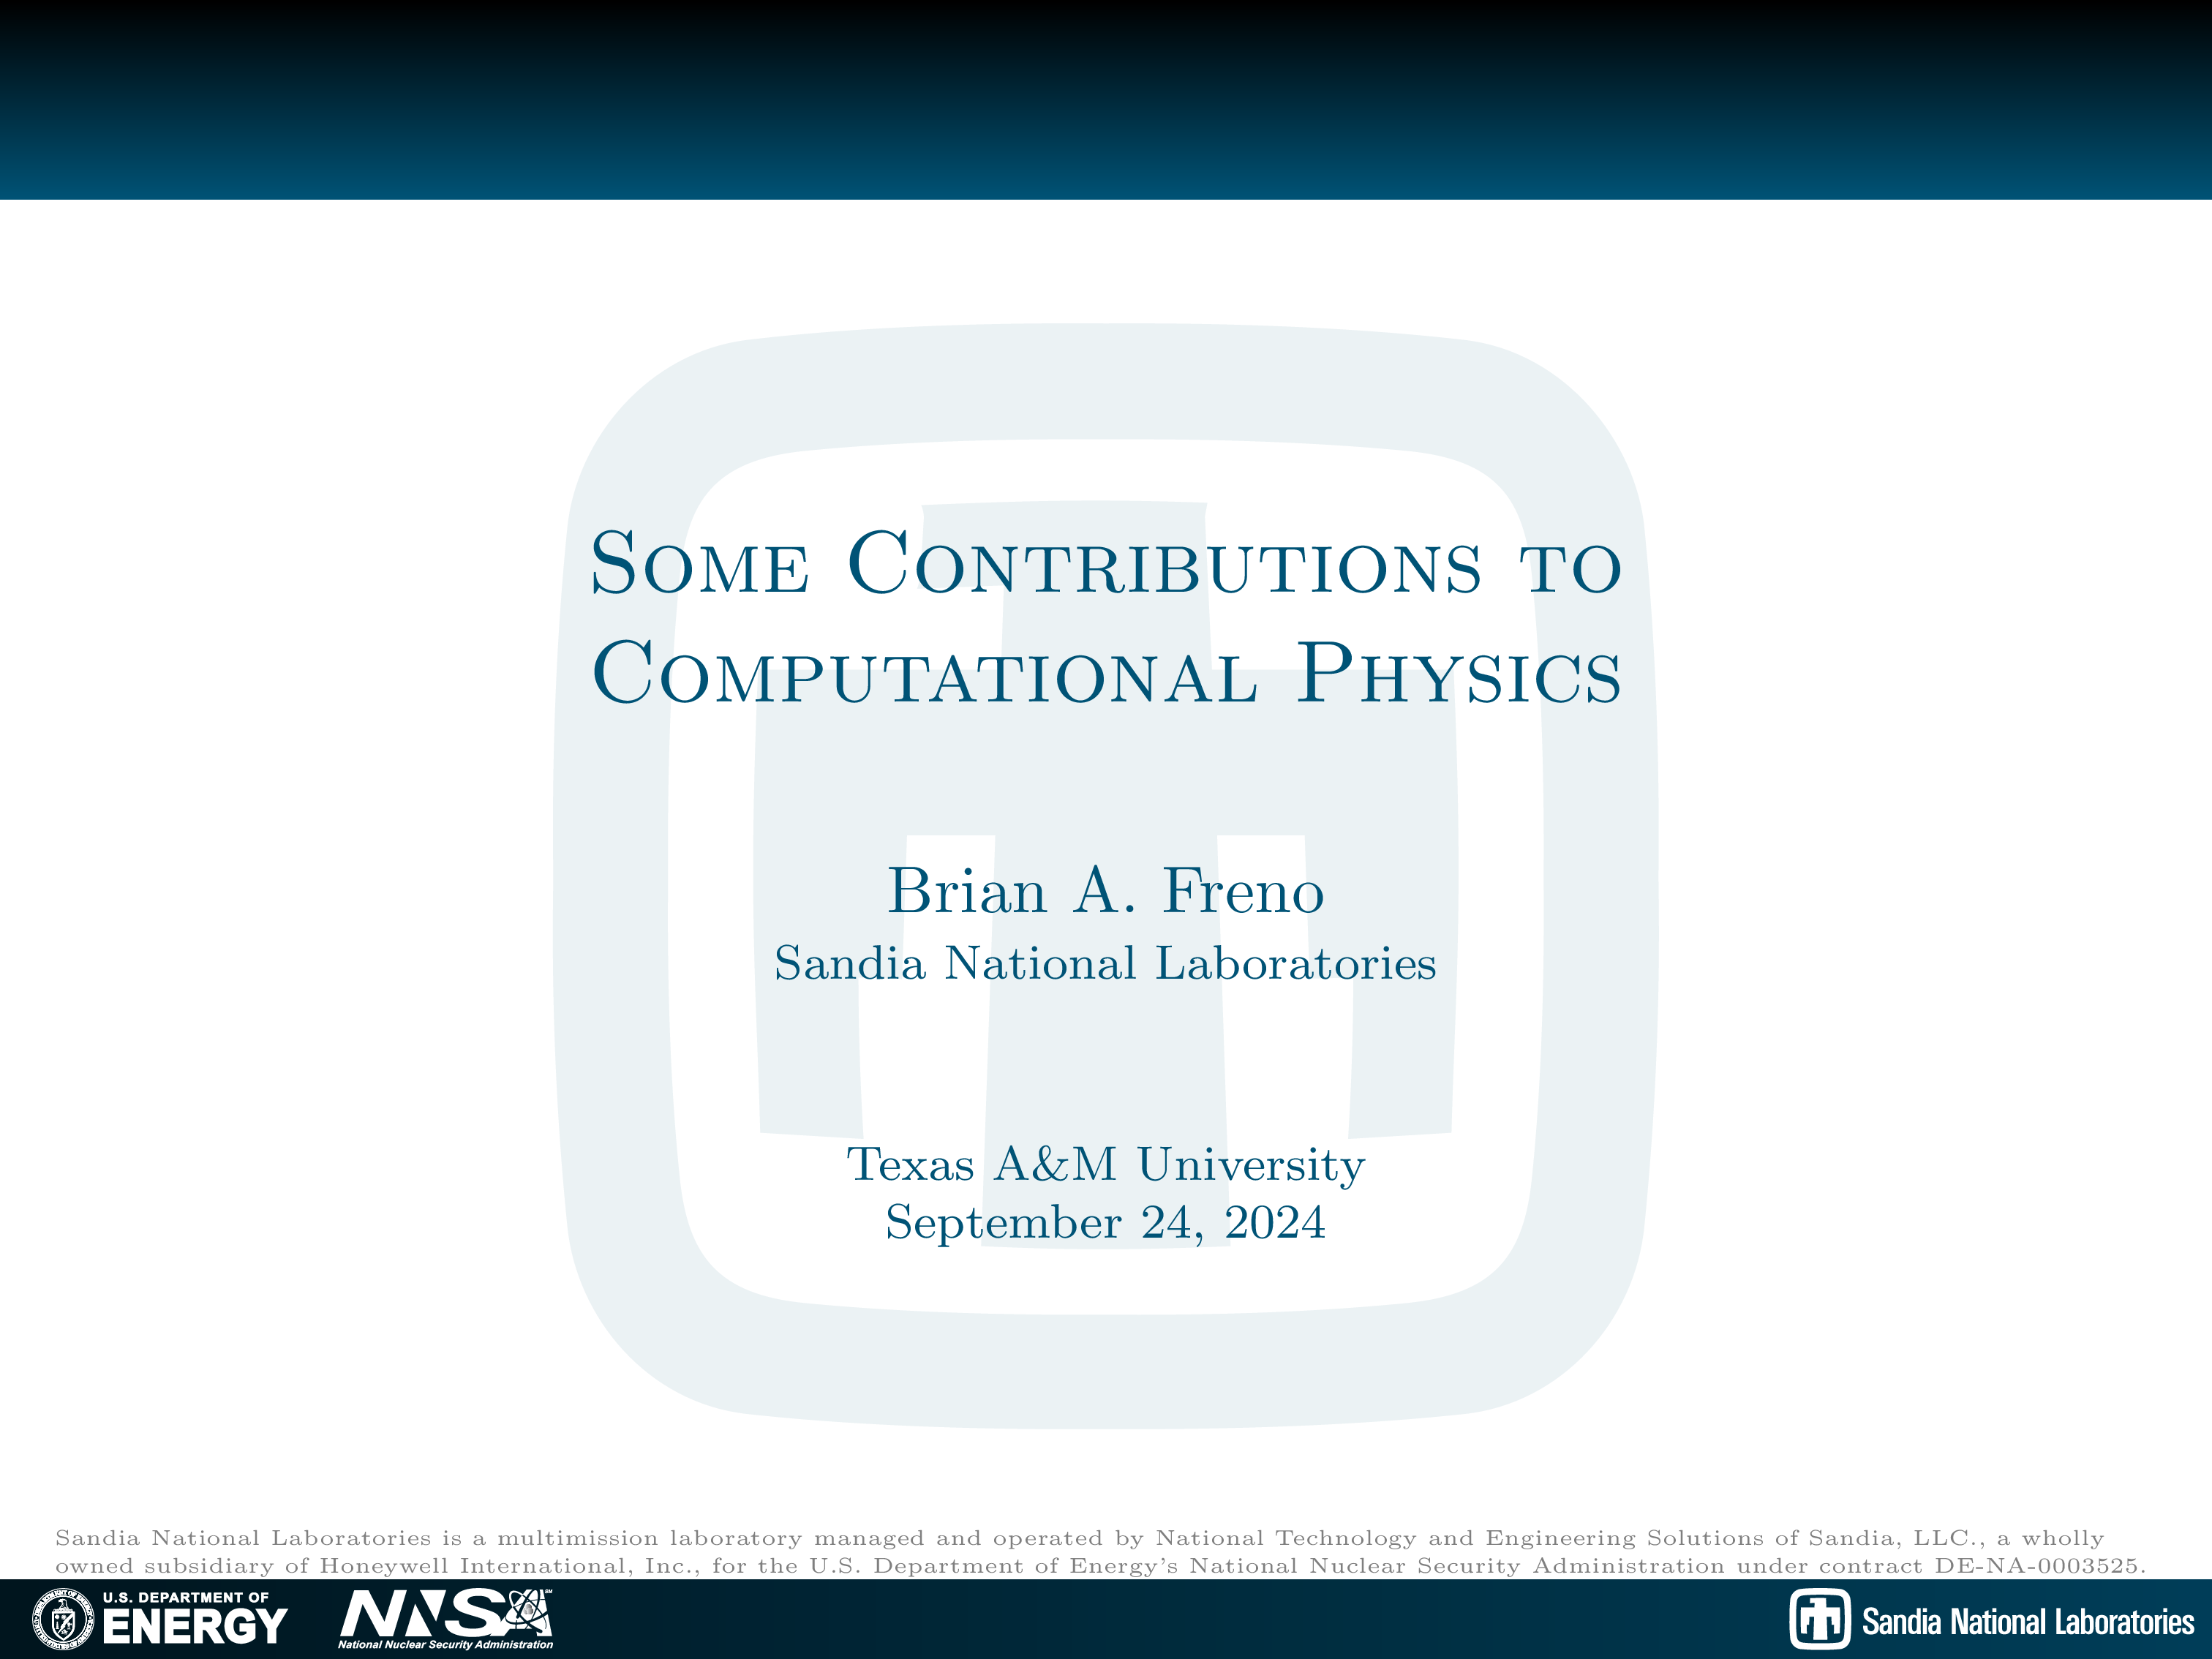 Some Contributions to
Computational Physics
Brian A. Freno
Sandia National Laboratories
Texas A&M University
September 24, 2024
Sandia National Laboratories is a multimission laboratory managed and operated by National Technology and Engineering Solutions of Sandia, LLC., a wholly
owned subsidiary of Honeywell International, Inc., for the U.S. Department of Energy's National Nuclear Security Administration under contract DE-NA-0003525.
U.S. DEPARTMENT OF
ENERGY
NNSA
National Nuclear Security Administration
Sandia National Laboratories